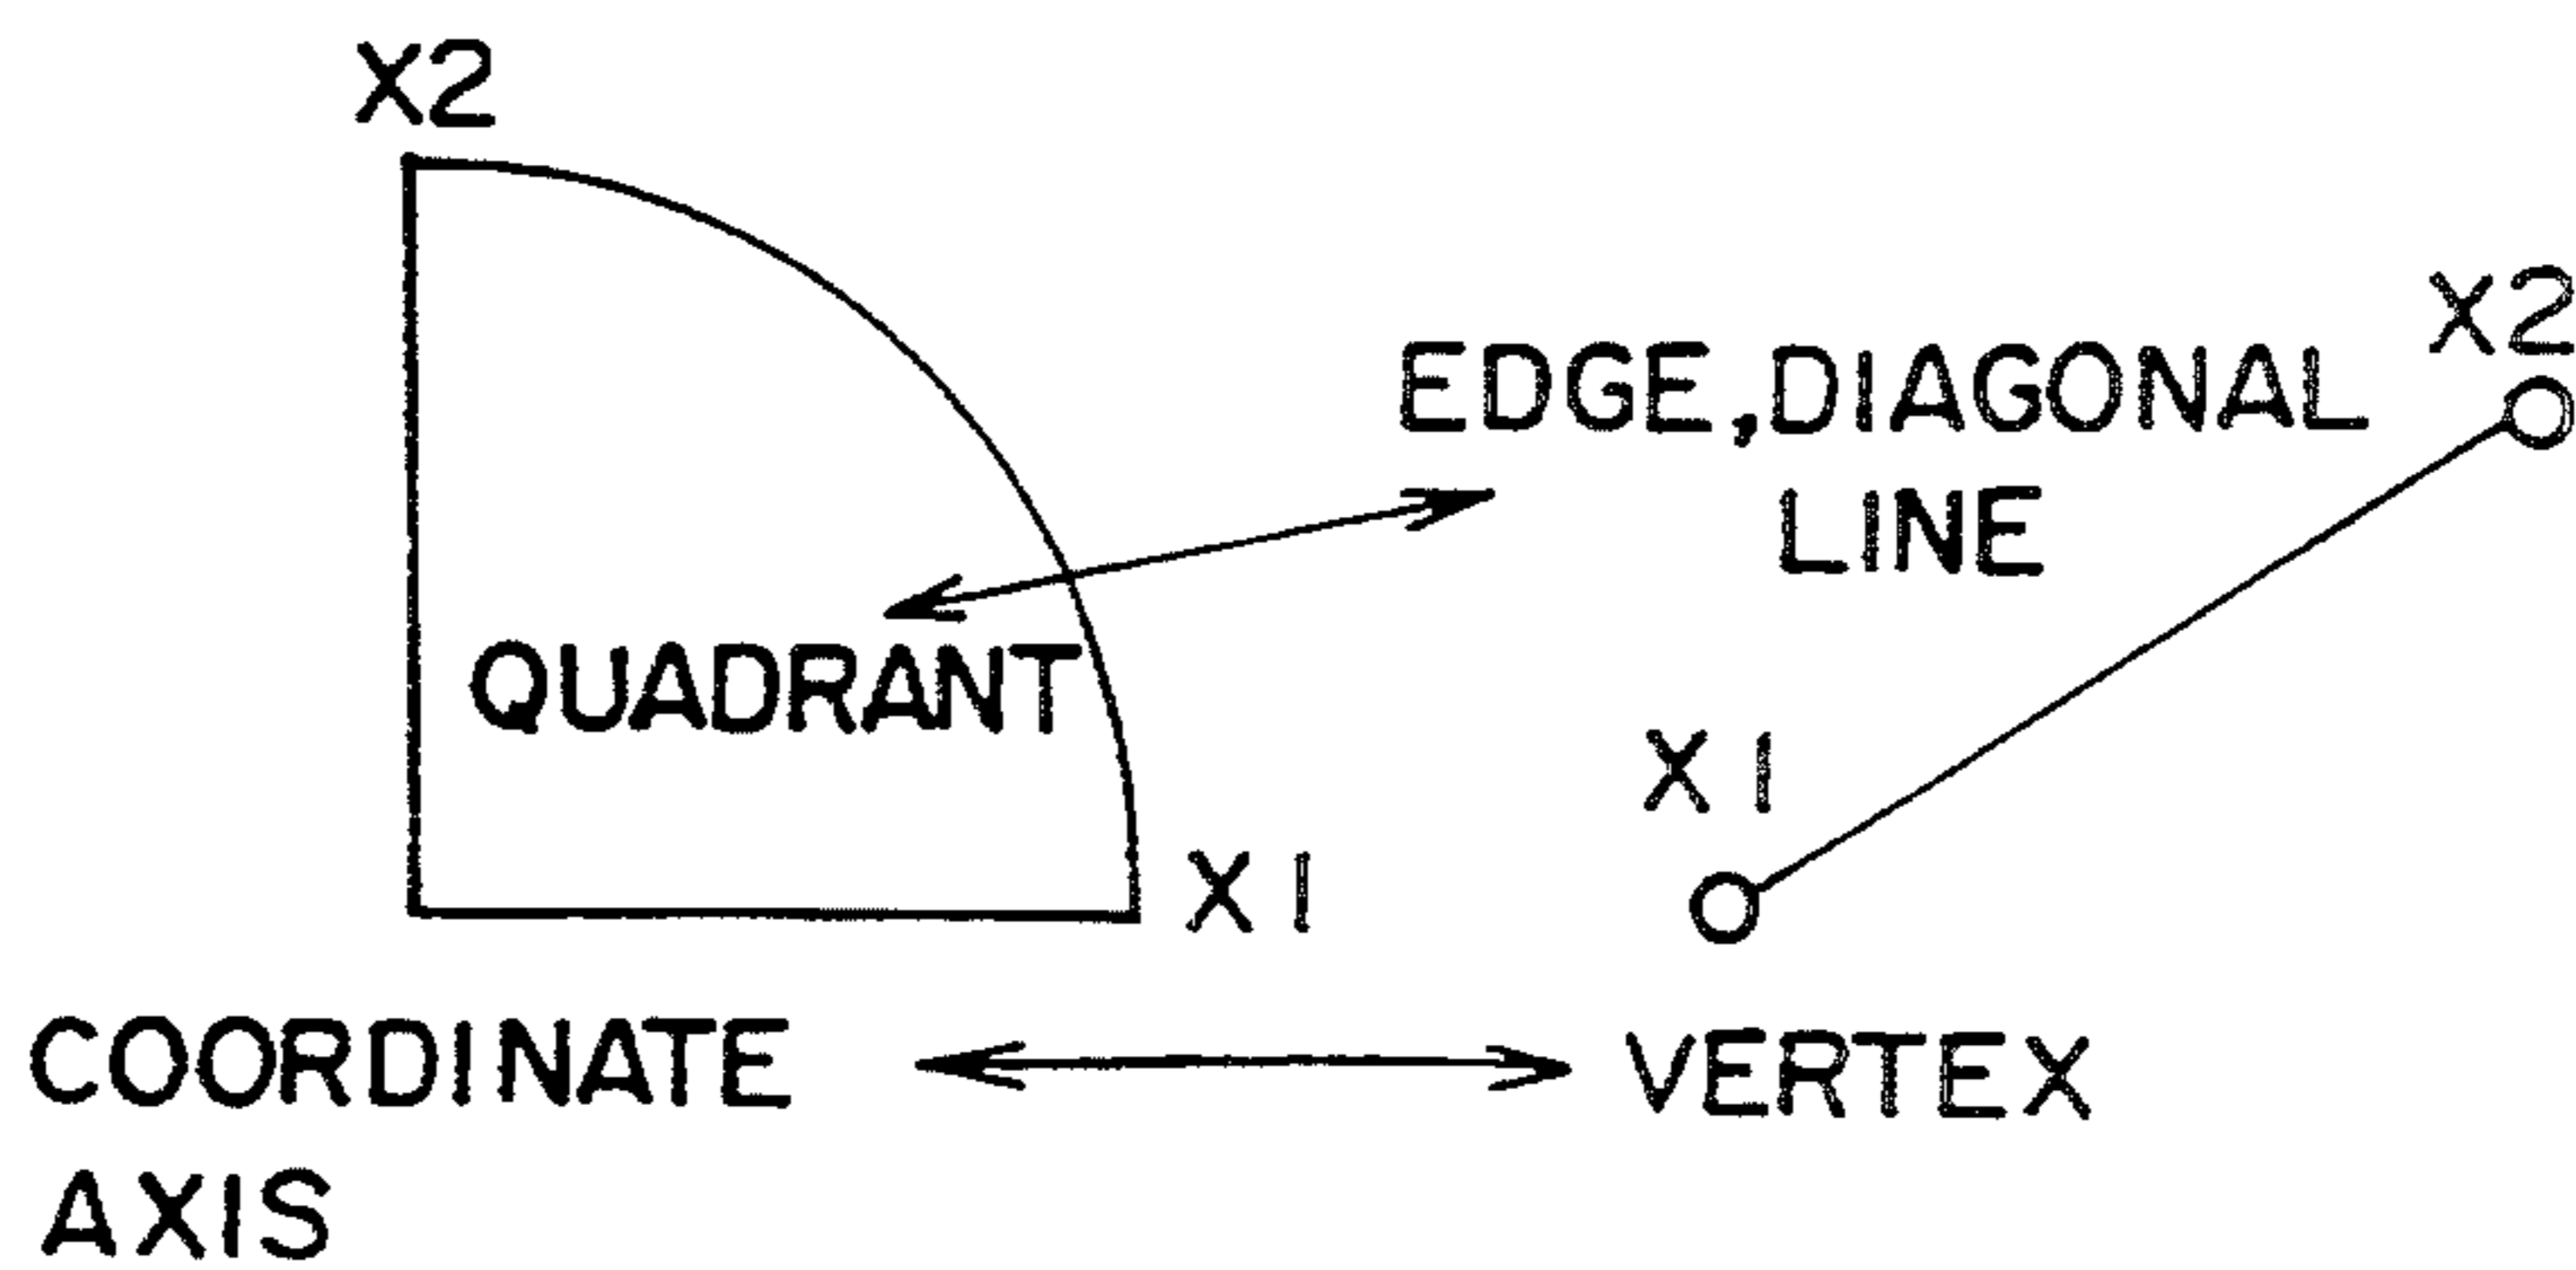 X2
X2
EDGE,DIAGONAL
LINE
QUADRANT
X1
X1
COORDINATE
AXIS
VERTEX